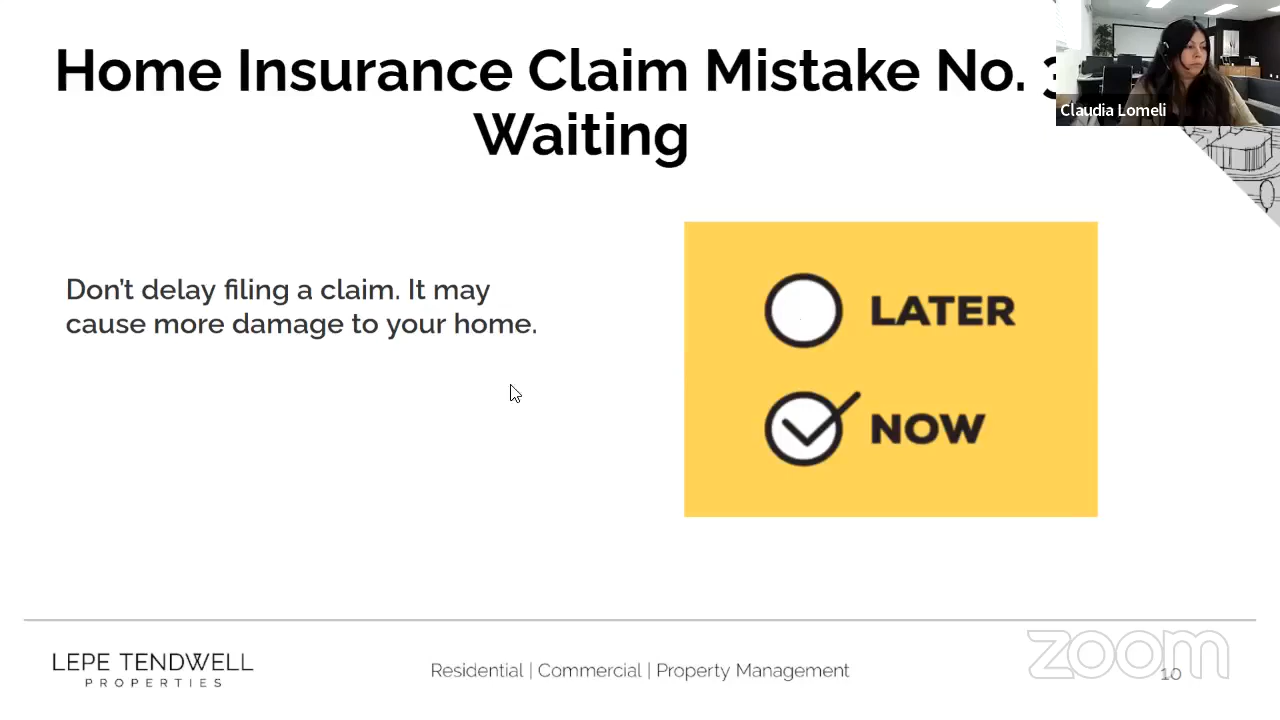 Home Insurance Claim Mistake No. 3
Waiting
Claudia Lomeli
Don't delay filing a claim. It may
cause more damage to your home.
LATER
NOW
LEPE TENDWELL
PROPERTIES
Residential | Commercial | Property Management
zoom
10